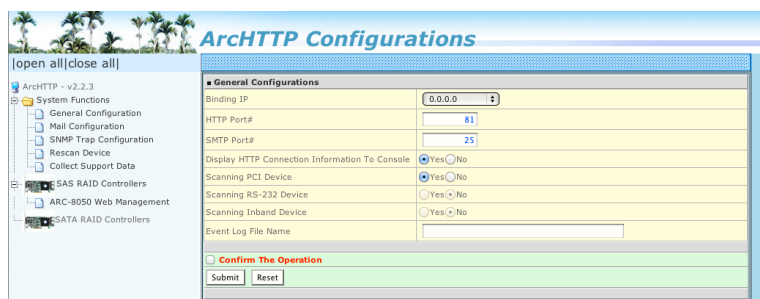 ArcHTTP Configurations
|open all|close all|
ArcHTTP - v2.2.3
System Functions
General Configuration
Mail Configuration
SNMP Trap Configuration
Rescan Device
Collect Support Data
SAS RAID Controllers
ARC-8050 Web Management
SATA RAID Controllers
General Configurations
Binding IP 0.0.0.0
HTTP Port# 81
SMTP Port# 25
Display HTTP Connection Information To Console Yes No
Scanning PCI Device Yes No
Scanning RS-232 Device Yes No
Scanning Inband Device Yes No
Event Log File Name
Confirm The Operation
Submit Reset